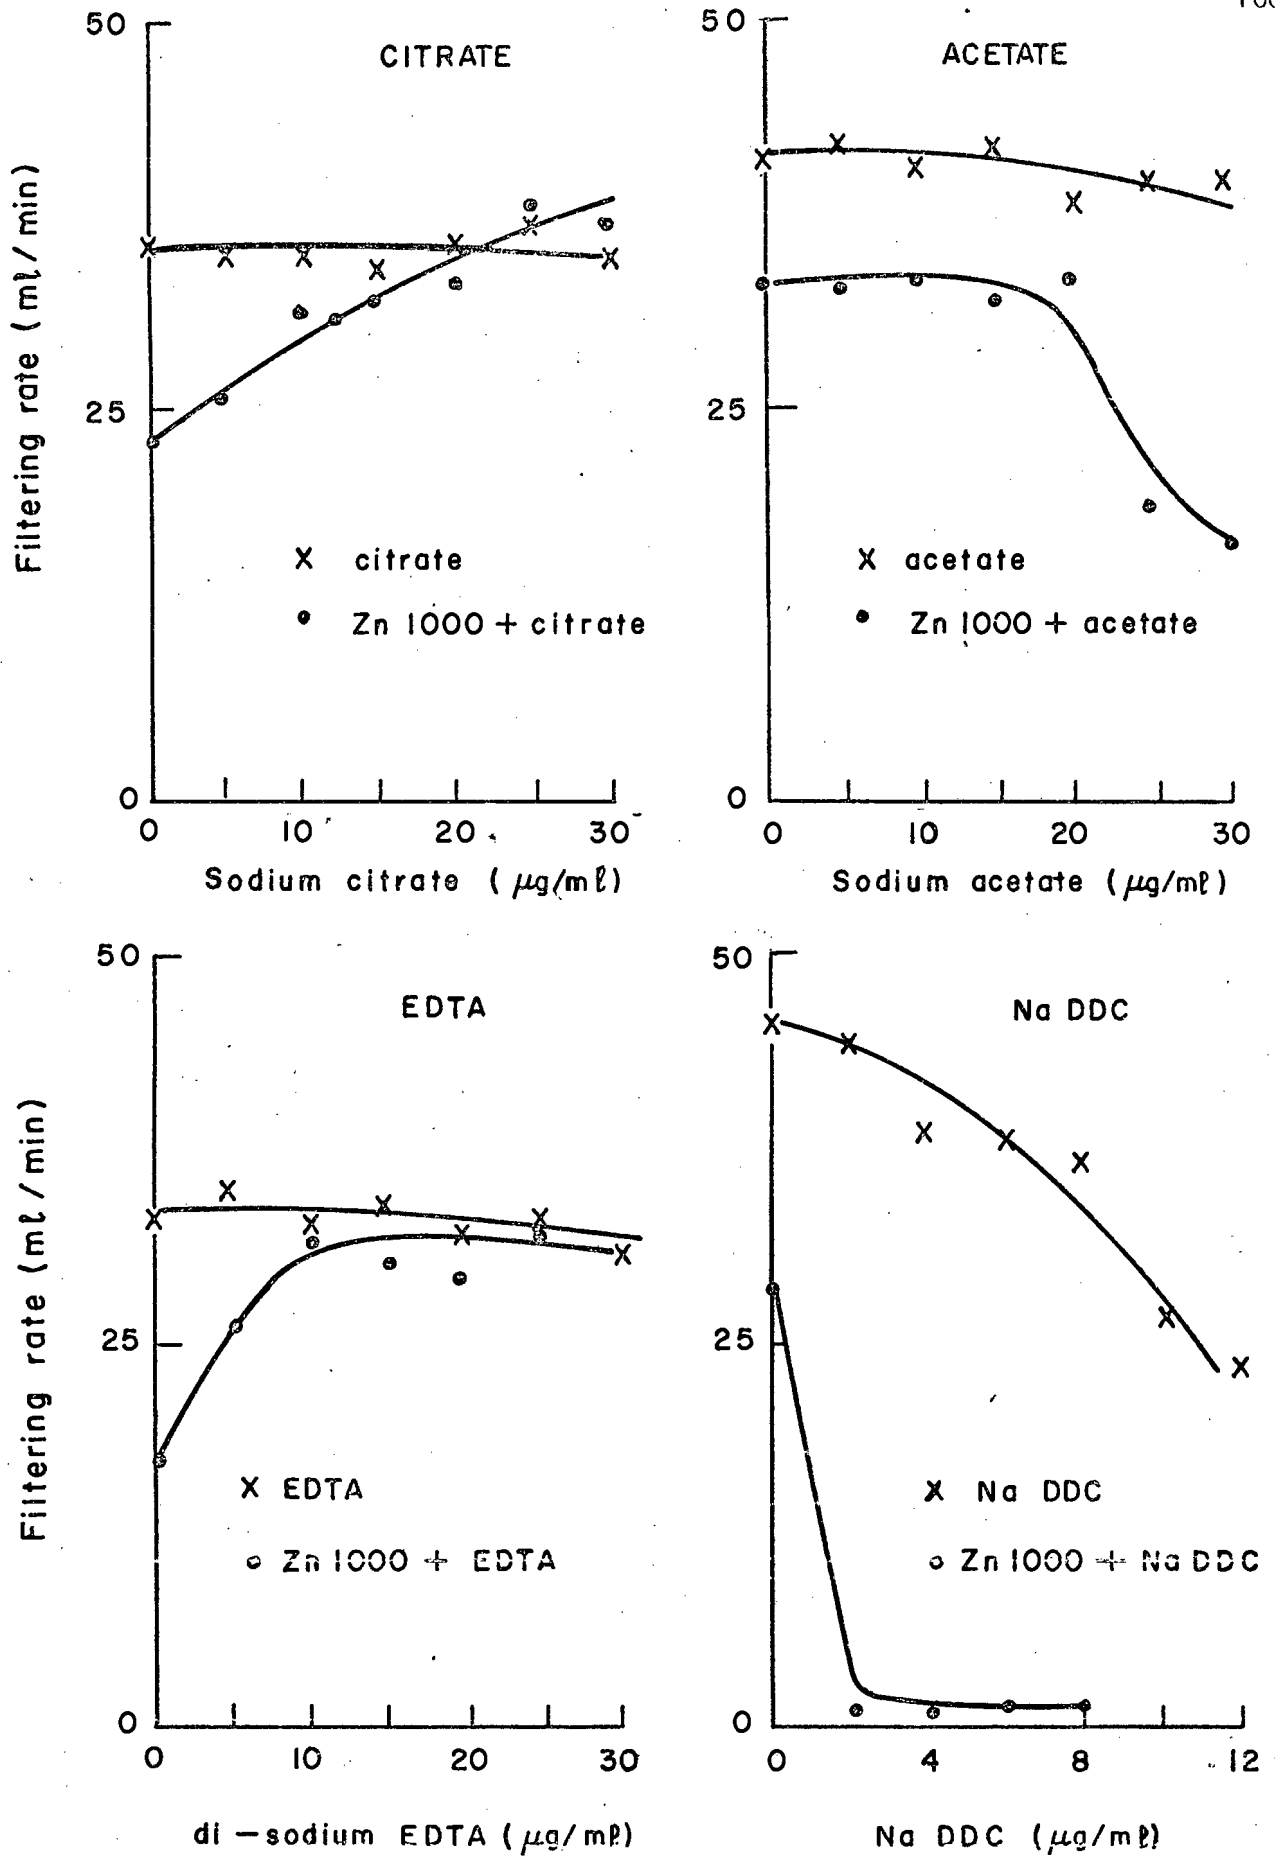 50
CITRATE
Filtering rate (ml/min)
25
X citrate
Zn 1000 + citrate
0
0 10 20 30
Sodium citrate (μg/ml)
50
ACETATE
25
X acetate
Zn 1000 + acetate
0
0 10 20 30
Sodium acetate (μg/ml)
50
EDTA
Filtering rate (ml/min)
25
X EDTA
Zn 1000 + EDTA
0
0 10 20 30
di-sodium EDTA (μg/ml)
50
Na DDC
25
X Na DDC
Zn 1000 + Na DDC
0
0 4 8 12
Na DDC (μg/ml)